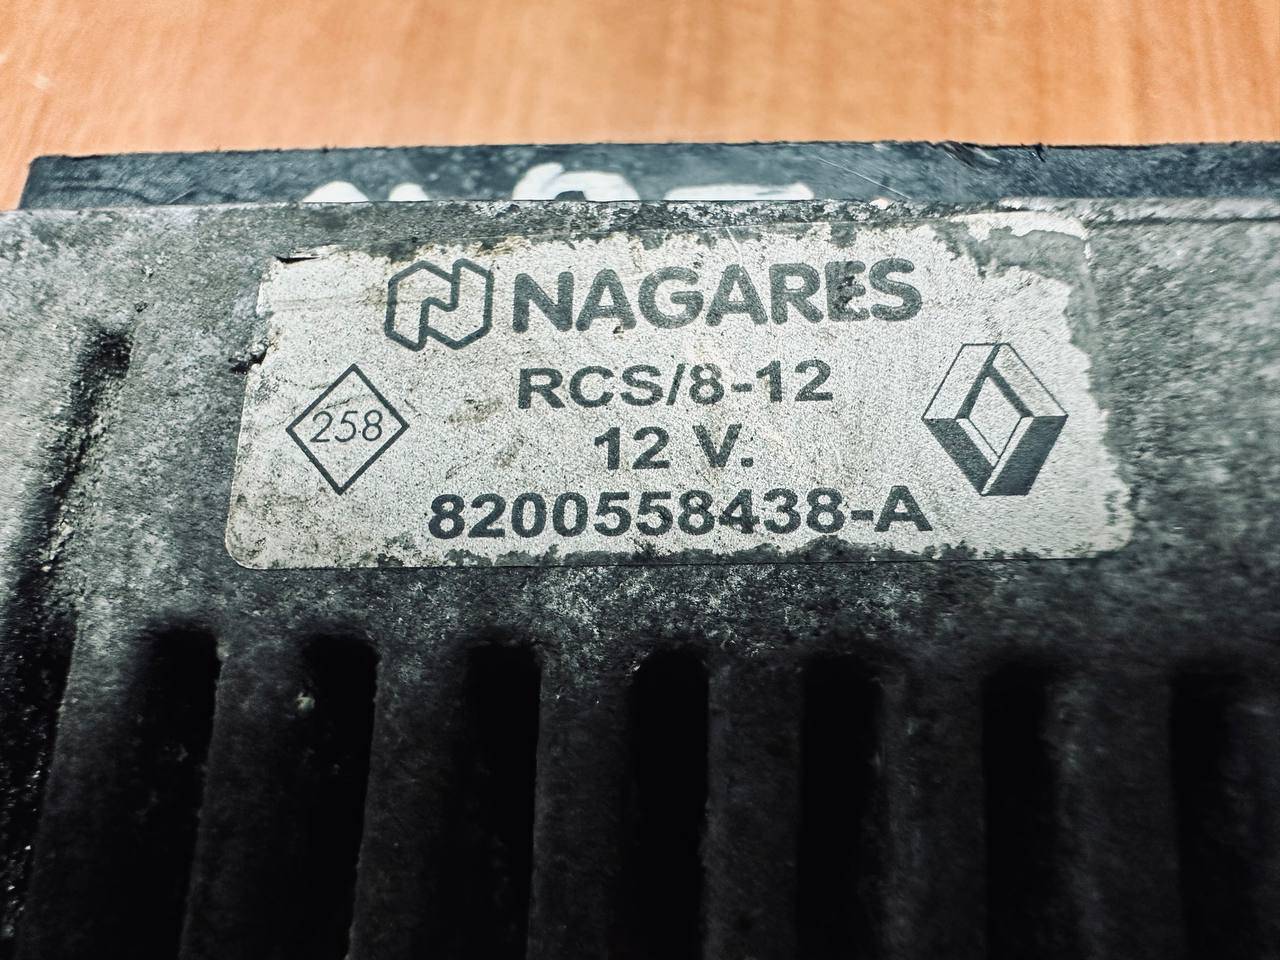 NAGARES
RCS/8-12
258
12 V.
8200558438-A